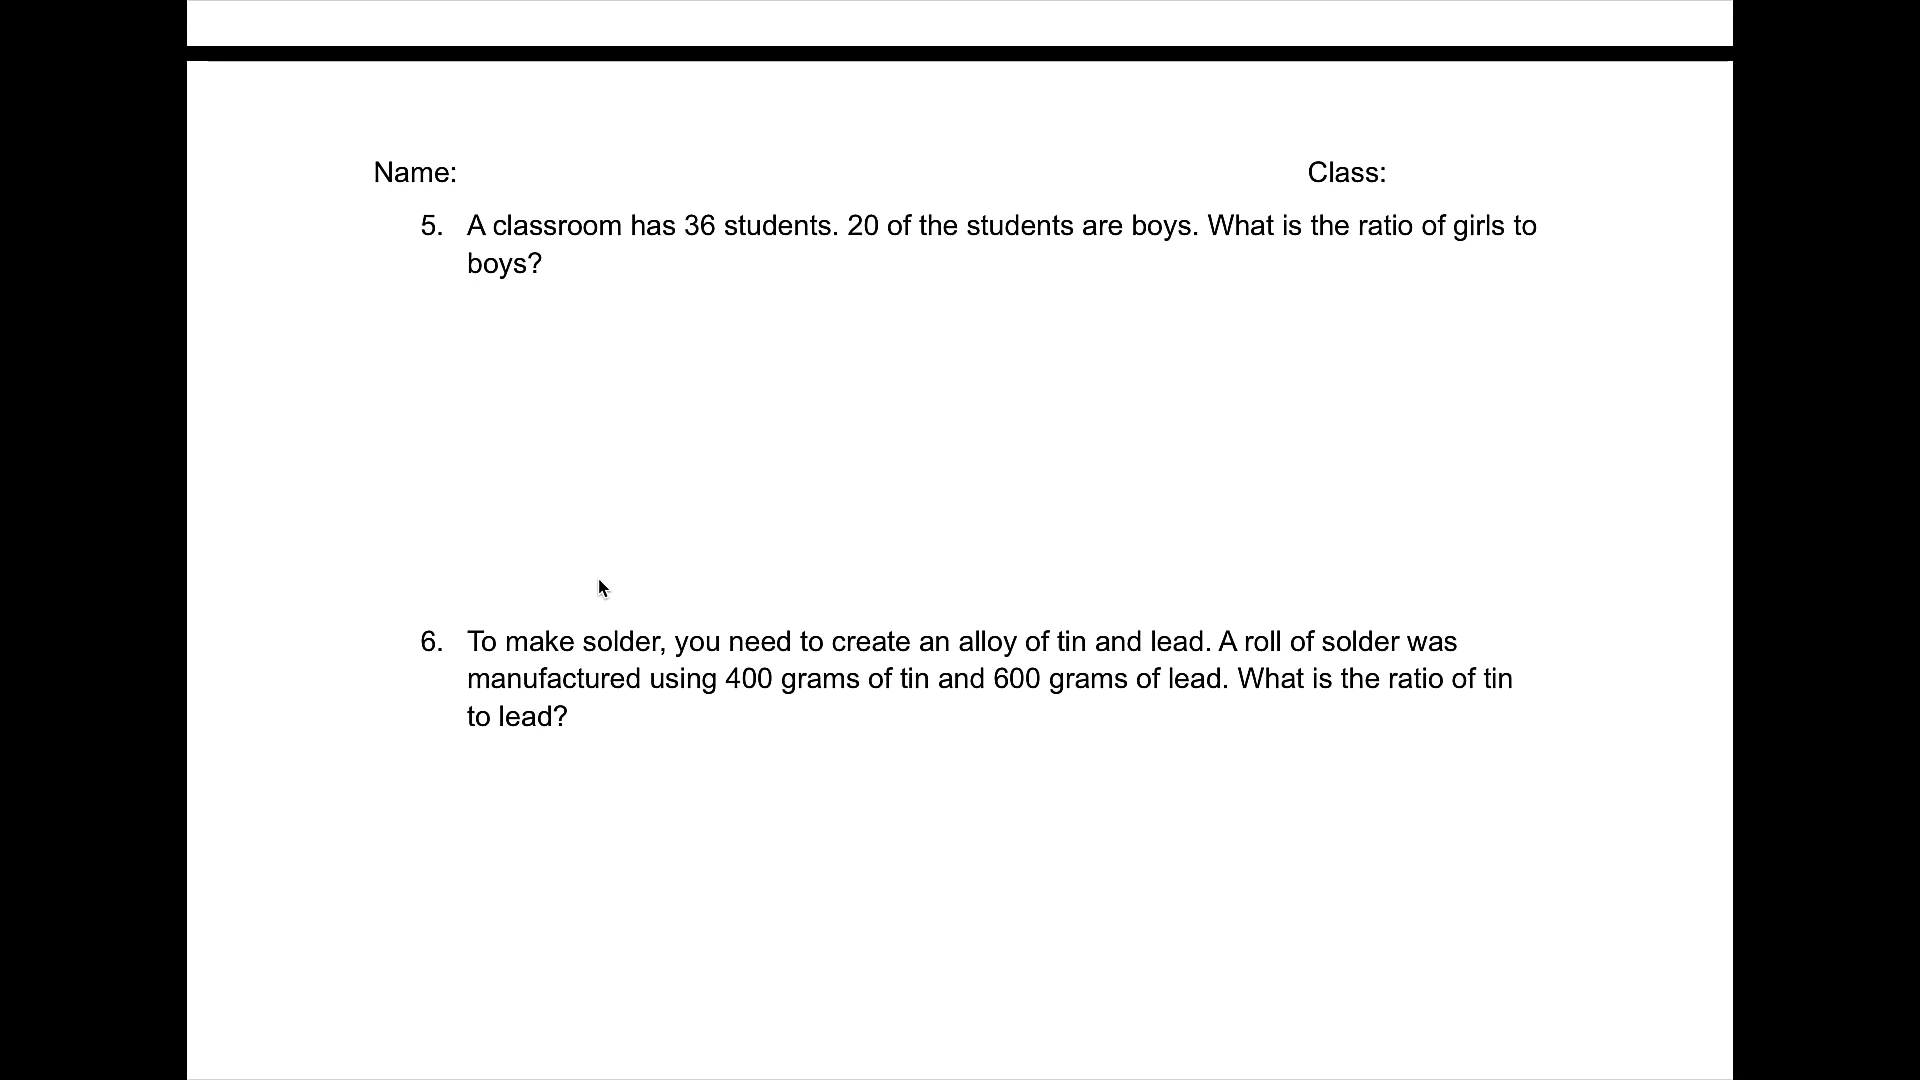 Name: Class:
5. A classroom has 36 students. 20 of the students are boys. What is the ratio of girls to
boys?
6. To make solder, you need to create an alloy of tin and lead. A roll of solder was
manufactured using 400 grams of tin and 600 grams of lead. What is the ratio of tin
to lead?